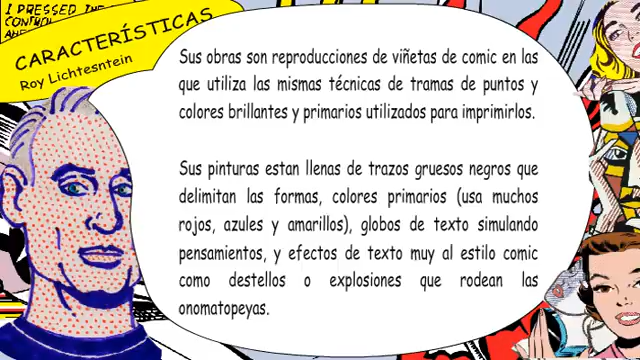 I PRESSED THE
CONTROL
CARACTERÍSTICAS
Roy Lichtesntein
Sus obras son reproducciones de viñetas de comic en las
que utiliza las mismas técnicas de tramas de puntos y
colores brillantes y primarios utilizados para imprimirlos.
Sus pinturas estan llenas de trazos gruesos negros que
delimitan las formas, colores primarios (usa muchos
rojos, azules y amarillos), globos de texto simulando
pensamientos, y efectos de texto muy al estilo comic
como destellos o explosiones que rodean las
onomatopeyas.